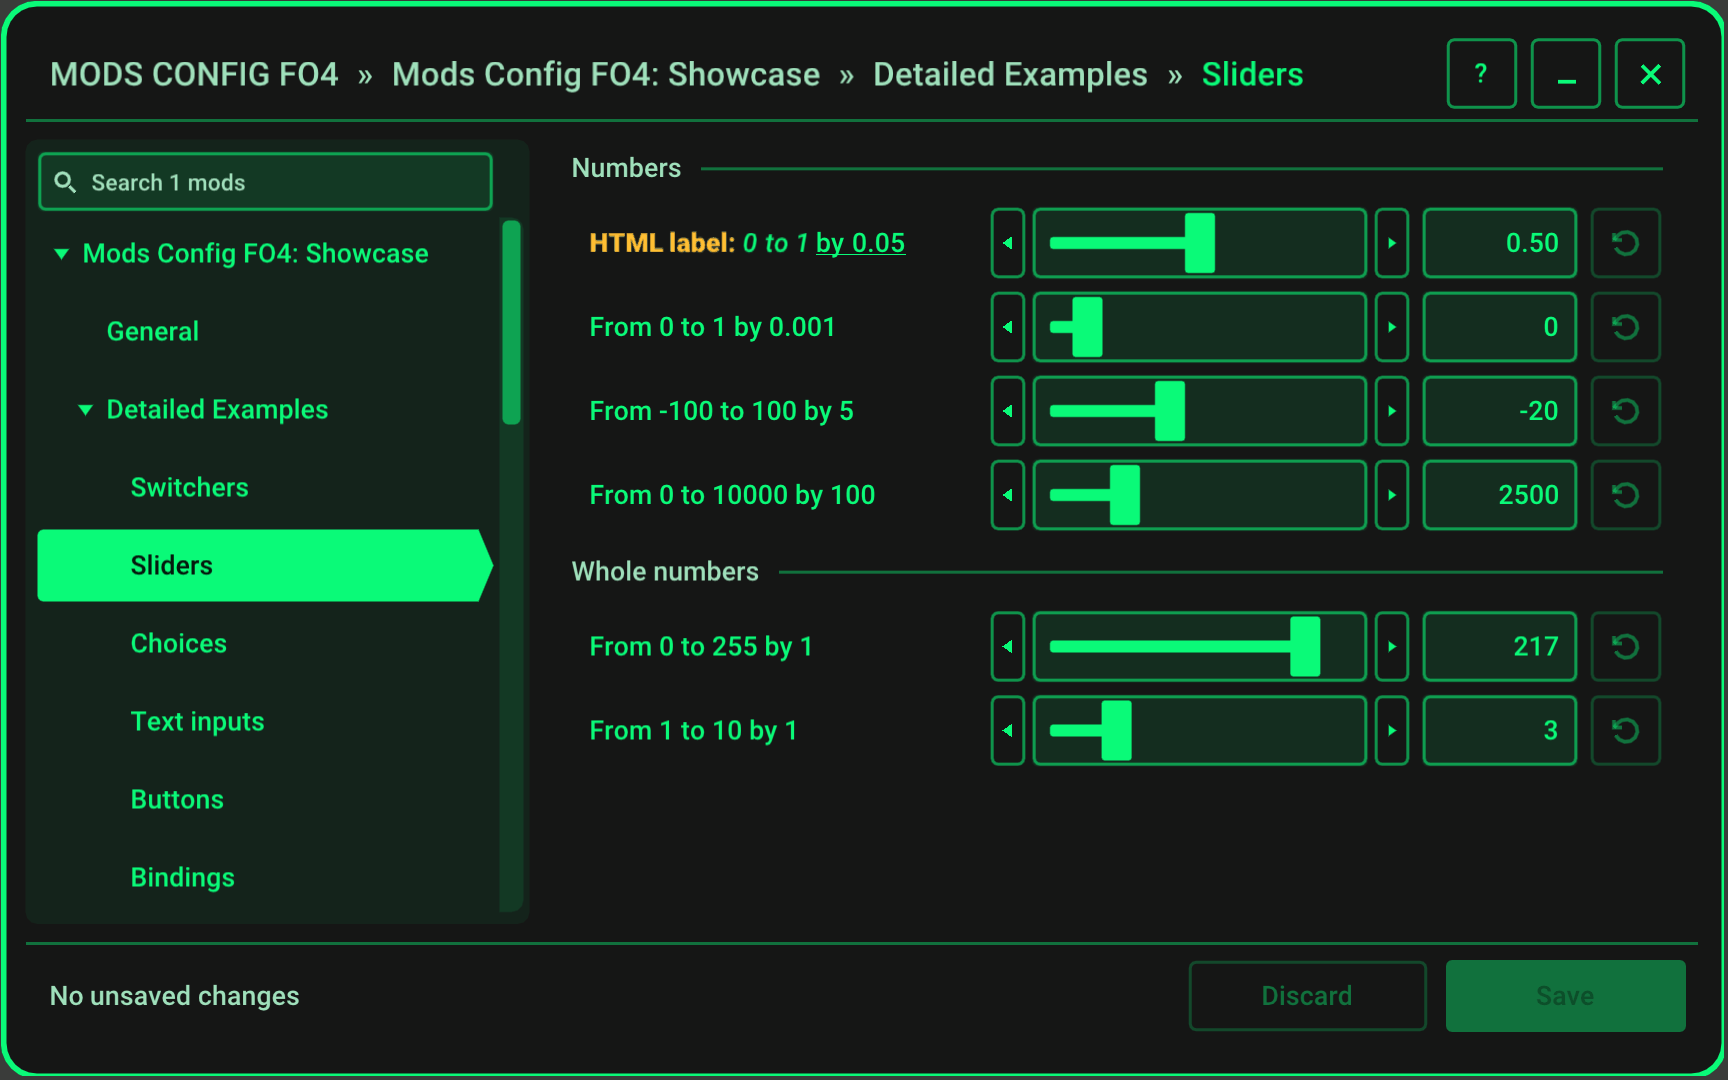 MODS CONFIG FO4 » Mods Config FO4: Showcase » Detailed Examples » Sliders ?
Search 1 mods
Mods Config FO4: Showcase
General
Detailed Examples
Switchers
Sliders
Choices
Text inputs
Buttons
Bindings
Numbers
HTML label: 0 to 1 by 0.05 0.50
From 0 to 1 by 0.001 0
From -100 to 100 by 5 -20
From 0 to 10000 by 100 2500
Whole numbers
From 0 to 255 by 1 217
From 1 to 10 by 1 3
No unsaved changes Discard Save